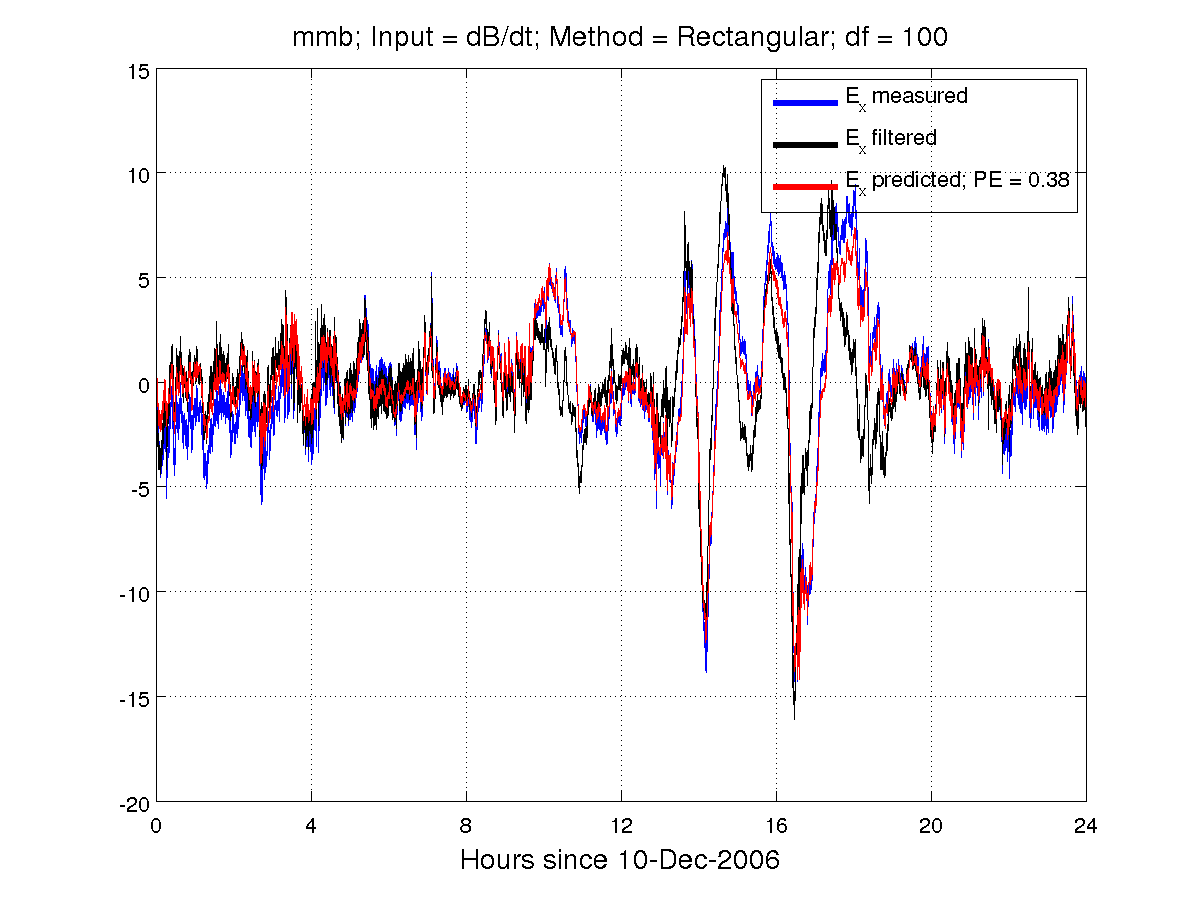 mmb; Input = dB/dt; Method = Rectangular; df = 100
15
10
5
0
-5
-10
-15
-20
E_x measured
E_x filtered
E_x predicted; PE = 0.38
0 4 8 12 16 20 24
Hours since 10-Dec-2006